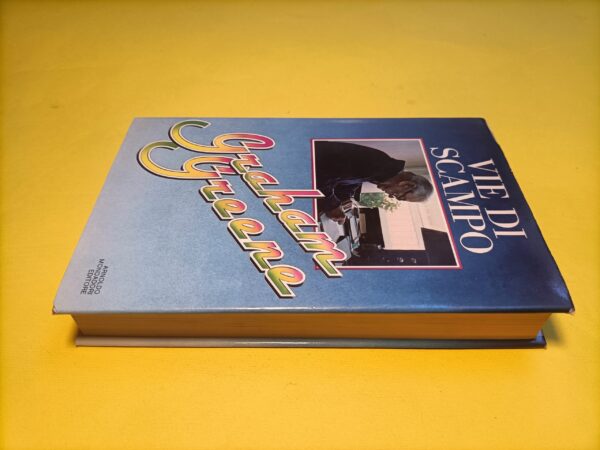 VIE DI
SCAMPO
Graham
Greene
ARNOLDO
MONDADORI
EDITORE